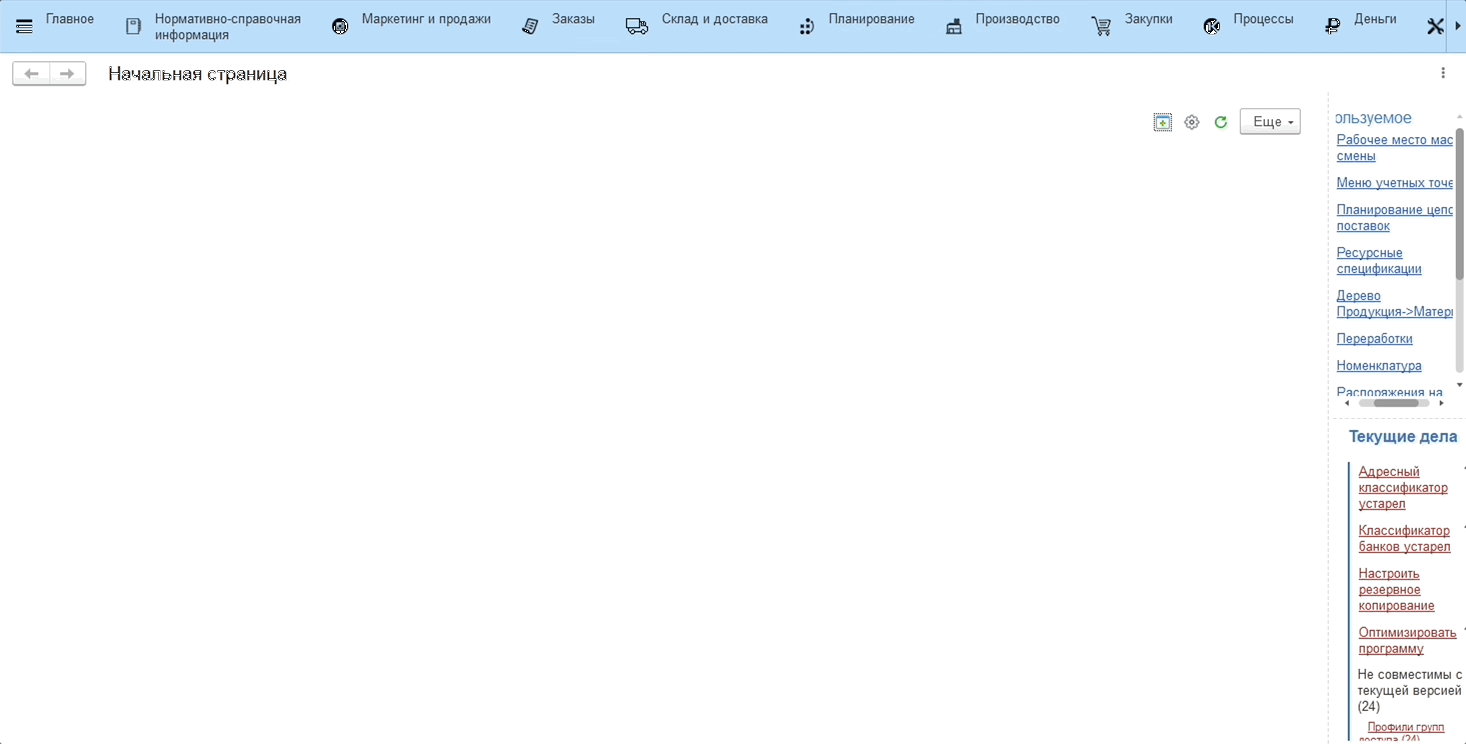 Главное
Нормативно-справочная
информация
Маркетинг и продажи
Заказы
Склад и доставка
Планирование
Производство
Закупки
Процессы
Деньги
Начальная страница
Еще
ользуемое
Рабочее место мас
смены
Меню учетных точе
Планирование цепо
поставок
Ресурсные
спецификации
Дерево
Продукция->Матери
Переработки
Номенклатура
Распоряжения на
Текущие дела
Адресный
классификатор
устарел
Классификатор
банков устарел
Настроить
резервное
копирование
Оптимизировать
программу
Не совместимы с
текущей версией
(24)
Профили групп
доступа (24)